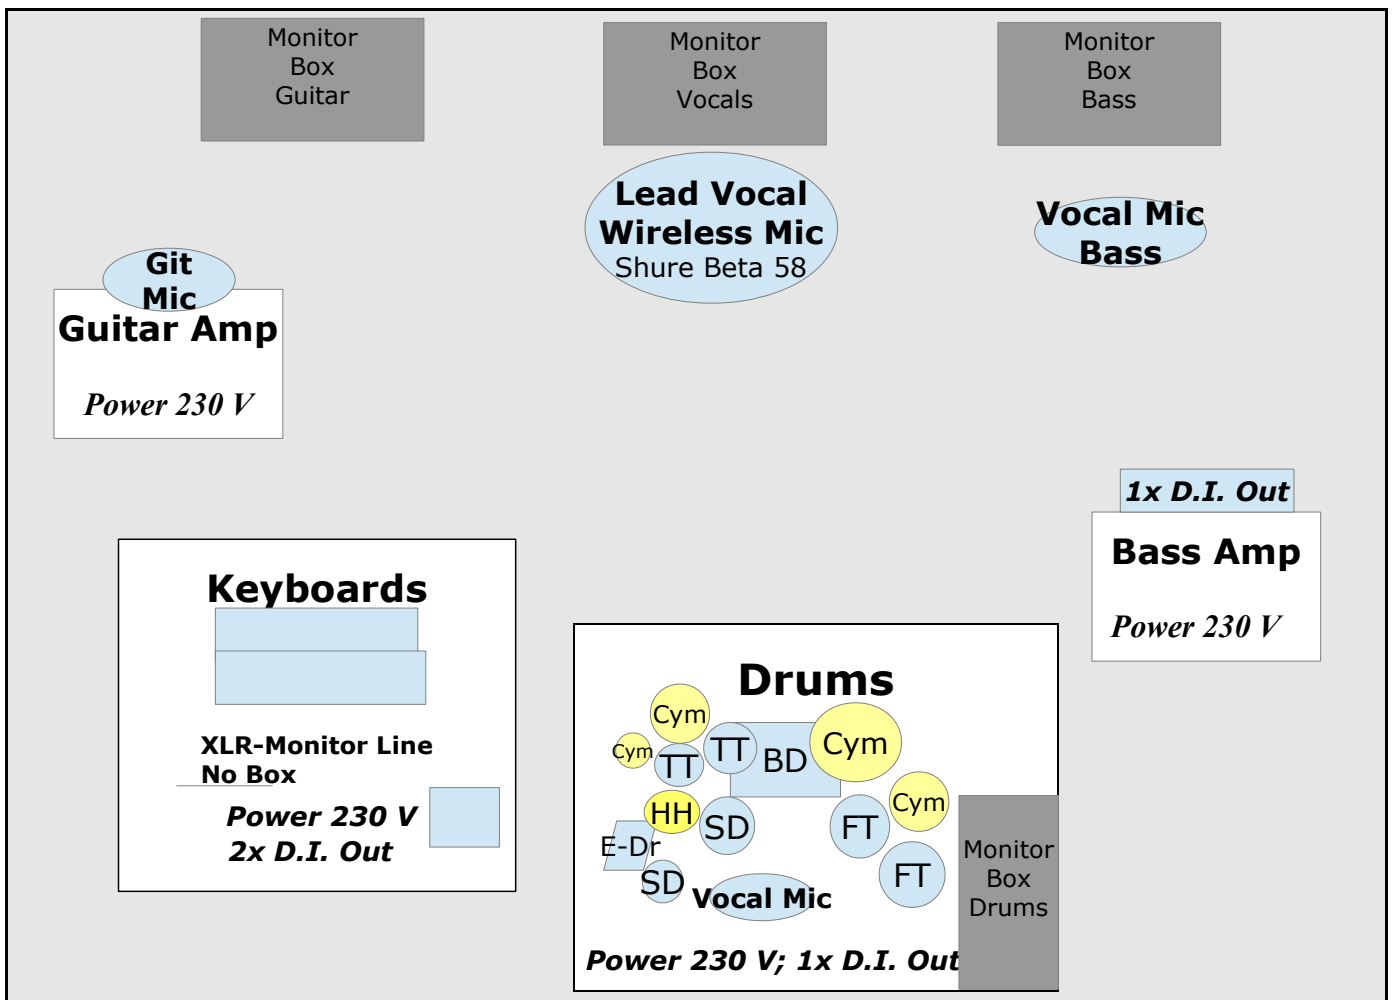 Monitor
Box
Guitar
Monitor
Box
Vocals
Monitor
Box
Bass
Lead Vocal
Wireless Mic
Shure Beta 58
Vocal Mic
Bass
Git
Mic
Guitar Amp
Power 230 V
1x D.I. Out
Bass Amp
Power 230 V
Keyboards
XLR-Monitor Line
No Box
Power 230 V
2x D.I. Out
Drums
Cym
Cym
TT
TT
BD
Cym
HH
SD
FT
Cym
E-Dr
SD
Vocal Mic
FT
Monitor
Box
Drums
Power 230 V; 1x D.I. Out